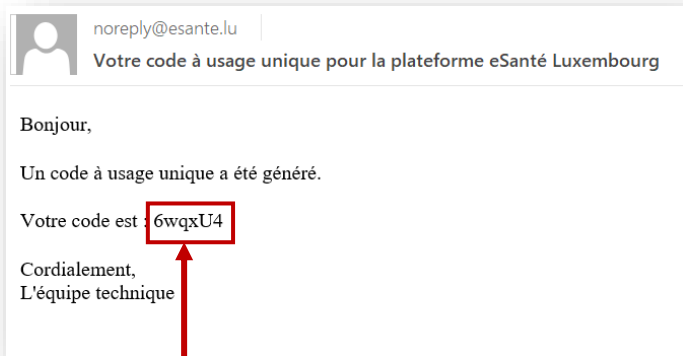 noreply@esante.lu
Votre code à usage unique pour la plateforme eSanté Luxembourg
Bonjour,
Un code à usage unique a été généré.
Votre code est : 6wqxU4
Cordialement,
L'équipe technique